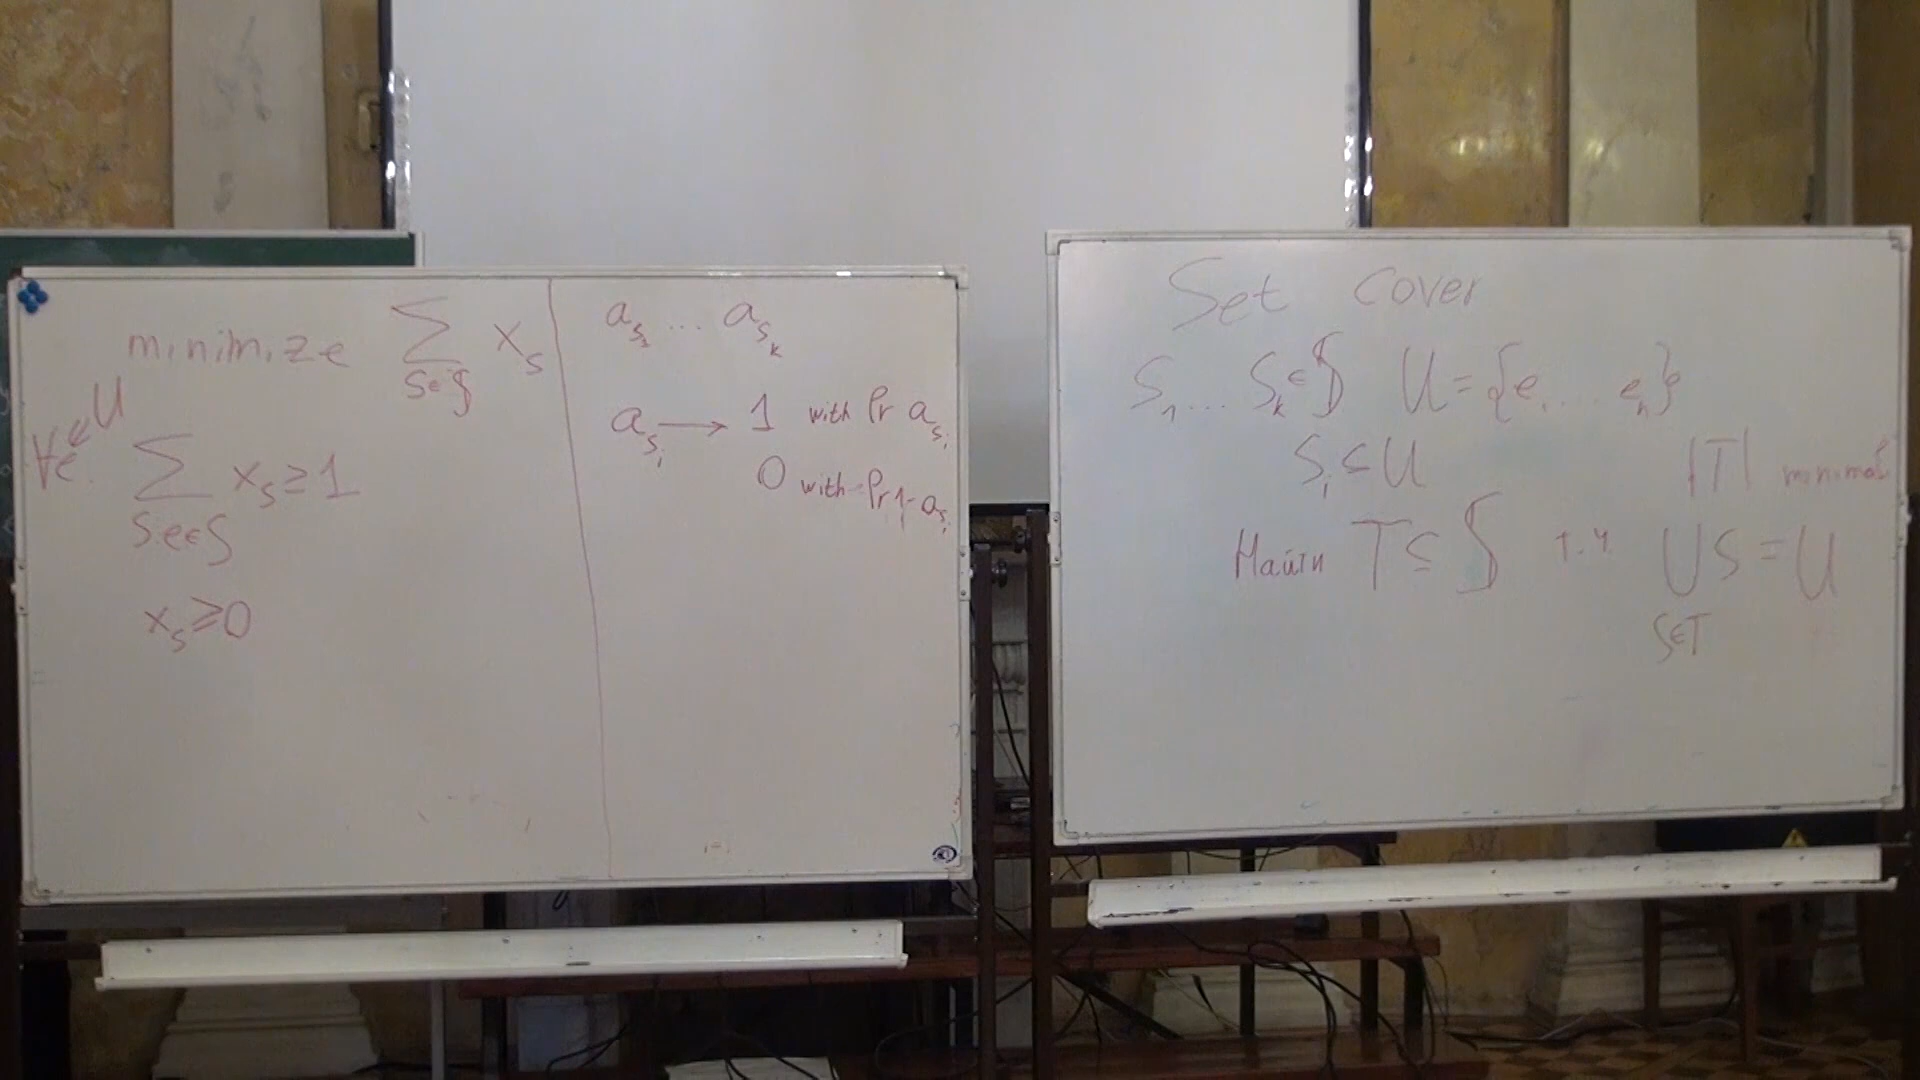 minimize ∑ x_S
S∈𝕊
∀e∈U.
∑ x_S ≥ 1
S:e∈S
x_S ≥ 0
a_{S_1} ... a_{S_k}
a_{S_i} → 1 with Pr a_{S_i}
0 with Pr 1-a_{S_i}
Set cover
S_1 ... S_k ∈ 𝕊 U = {e_1 ... e_n}
S_i ⊆ U
|T| minimal
Найти T ⊆ 𝕊 т.ч. ∪S = U
S∈T